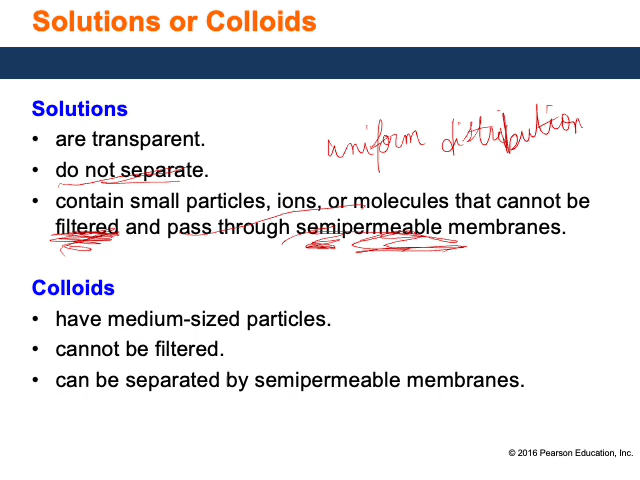 Solutions or Colloids
Solutions
uniform distribution
• are transparent.
• do not separate.
• contain small particles, ions, or molecules that cannot be
filtered and pass through semipermeable membranes.
Colloids
• have medium-sized particles.
• cannot be filtered.
• can be separated by semipermeable membranes.
© 2016 Pearson Education, Inc.